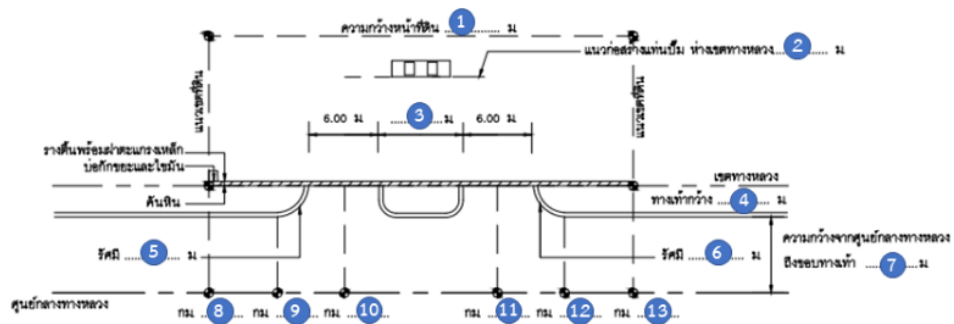 ความกว้างหน้าที่ดิน ....1.......... ม
แนวก่อสร้างแท่นปั๊ม ห่างเขตทางหลวง..2....... ม
แนวเขตที่ดิน
แนวเขตที่ดิน
6.00 ม
......3.....ม
6.00 ม
รางตื้นพร้อมฝาตะแกรงเหล็ก
บ่อกักขยะและไขมัน
คันหิน
เขตทางหลวง
ทางเท้ากว้าง ....4..... ม
รัศมี ....5....... ม
รัศมี ....6....... ม
ความกว้างจากศูนย์กลางทางหลวง
ถึงขอบทางเท้า .....7.....ม
ศูนย์กลางทางหลวง
กม ...8...
กม ...9...
กม ...10...
กม ...11...
กม ...12...
กม ...13...